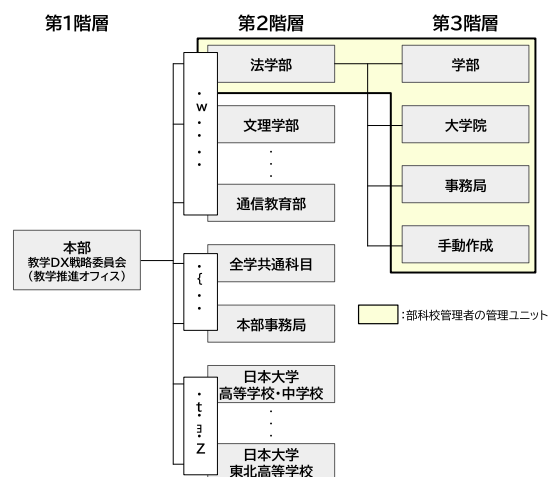 第1階層
第2階層
第3階層
法学部
学部
文理学部
大学院
通信教育部
事務局
手動作成
本部
教学DX戦略委員会
(教学推進オフィス)
全学共通科目
本部事務局
:部科校管理者の管理ユニット
日本大学
高等学校・中学校
日本大学
東北高等学校